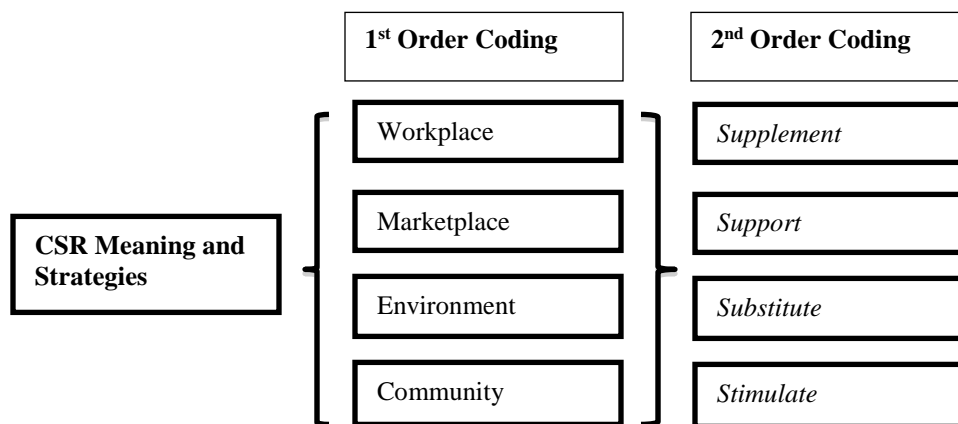 1st Order Coding
2nd Order Coding
Workplace
Supplement
Marketplace
Support
CSR Meaning and
Strategies
Environment
Substitute
Community
Stimulate